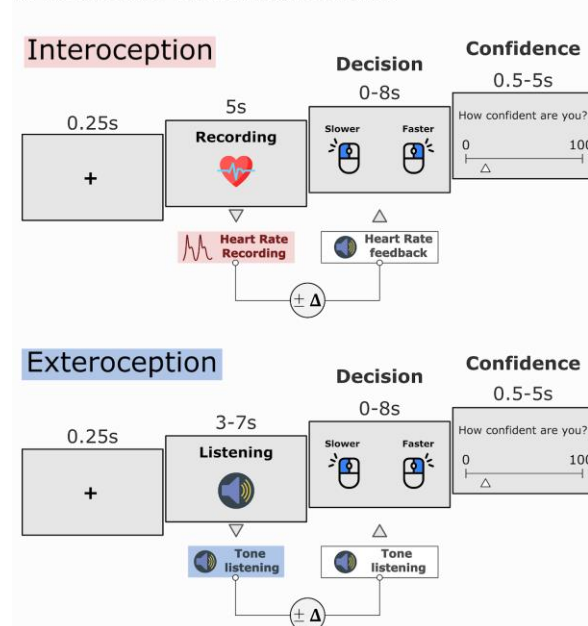 Interoception
0.25s
+
5s
Recording
Heart Rate
Recording
Decision
0-8s
Slower Faster
Heart Rate
feedback
Confidence
0.5-5s
How confident are you?
0 100
± Δ
Exteroception
0.25s
+
3-7s
Listening
Tone
listening
Decision
0-8s
Slower Faster
Tone
listening
Confidence
0.5-5s
How confident are you?
0 100
± Δ